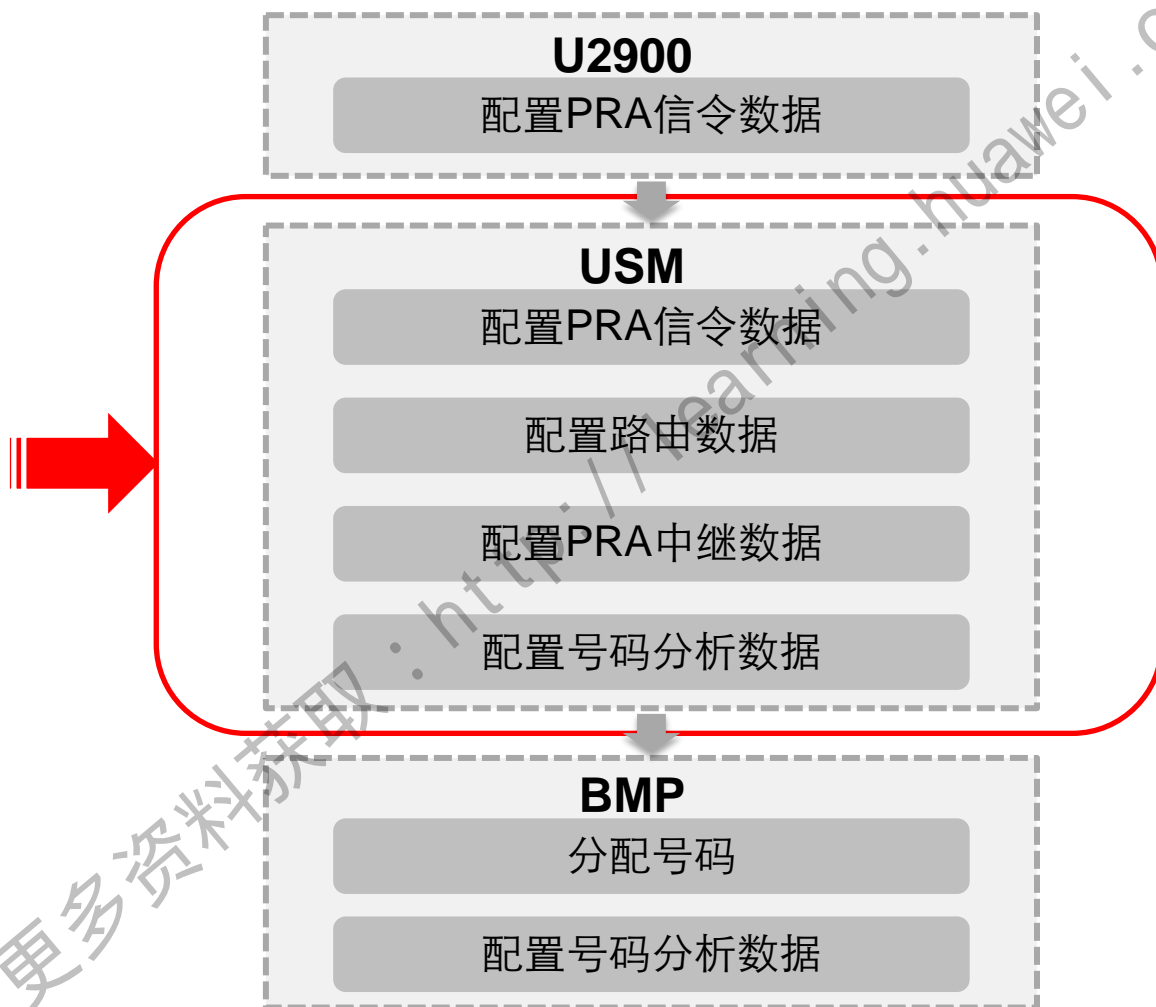 U2900
配置PRA信令数据
USM
配置PRA信令数据
配置路由数据
配置PRA中继数据
配置号码分析数据
BMP
分配号码
配置号码分析数据
更多资料获取：http://learning.huawei.c